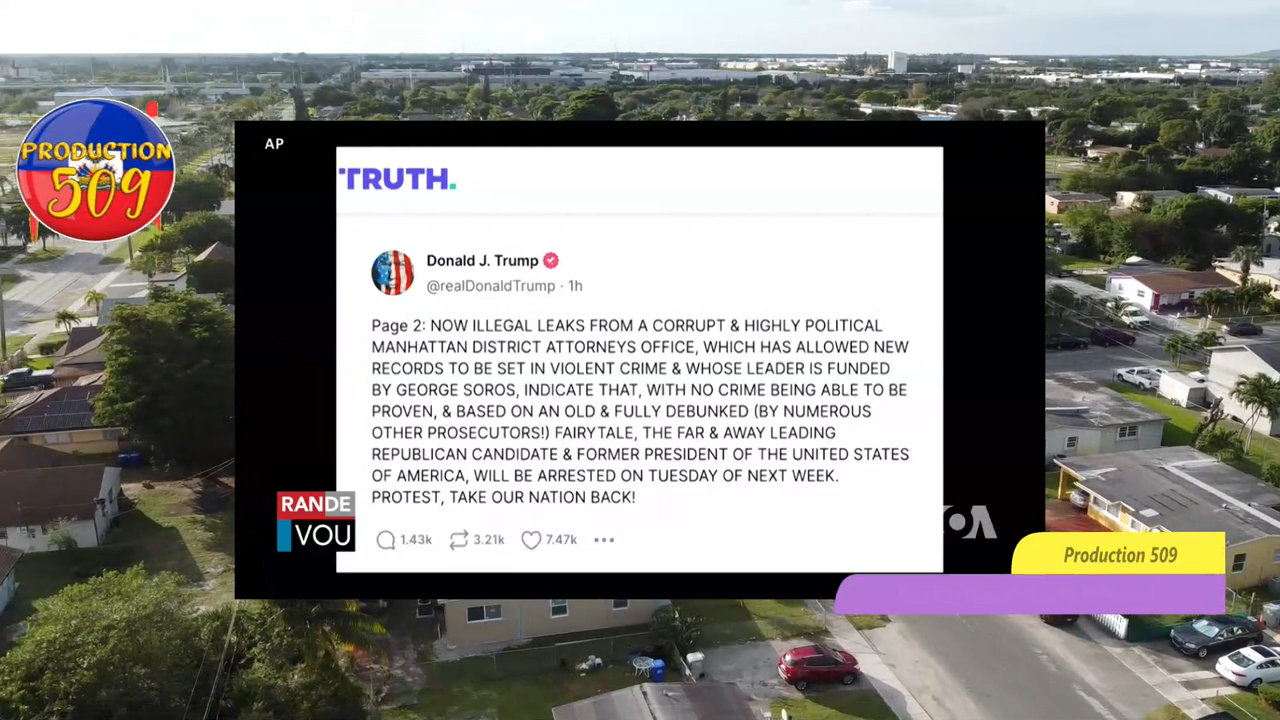 PRODUCTION
509
AP
TRUTH.
Donald J. Trump
@realDonaldTrump · 1h
Page 2: NOW ILLEGAL LEAKS FROM A CORRUPT & HIGHLY POLITICAL
MANHATTAN DISTRICT ATTORNEYS OFFICE, WHICH HAS ALLOWED NEW
RECORDS TO BE SET IN VIOLENT CRIME & WHOSE LEADER IS FUNDED
BY GEORGE SOROS, INDICATE THAT, WITH NO CRIME BEING ABLE TO BE
PROVEN, & BASED ON AN OLD & FULLY DEBUNKED (BY NUMEROUS
OTHER PROSECUTORS!) FAIRYTALE, THE FAR & AWAY LEADING
REPUBLICAN CANDIDATE & FORMER PRESIDENT OF THE UNITED STATES
OF AMERICA, WILL BE ARRESTED ON TUESDAY OF NEXT WEEK.
PROTEST, TAKE OUR NATION BACK!
1.43k 3.21k 7.47k
RANDE
VOU
VOA
Production 509